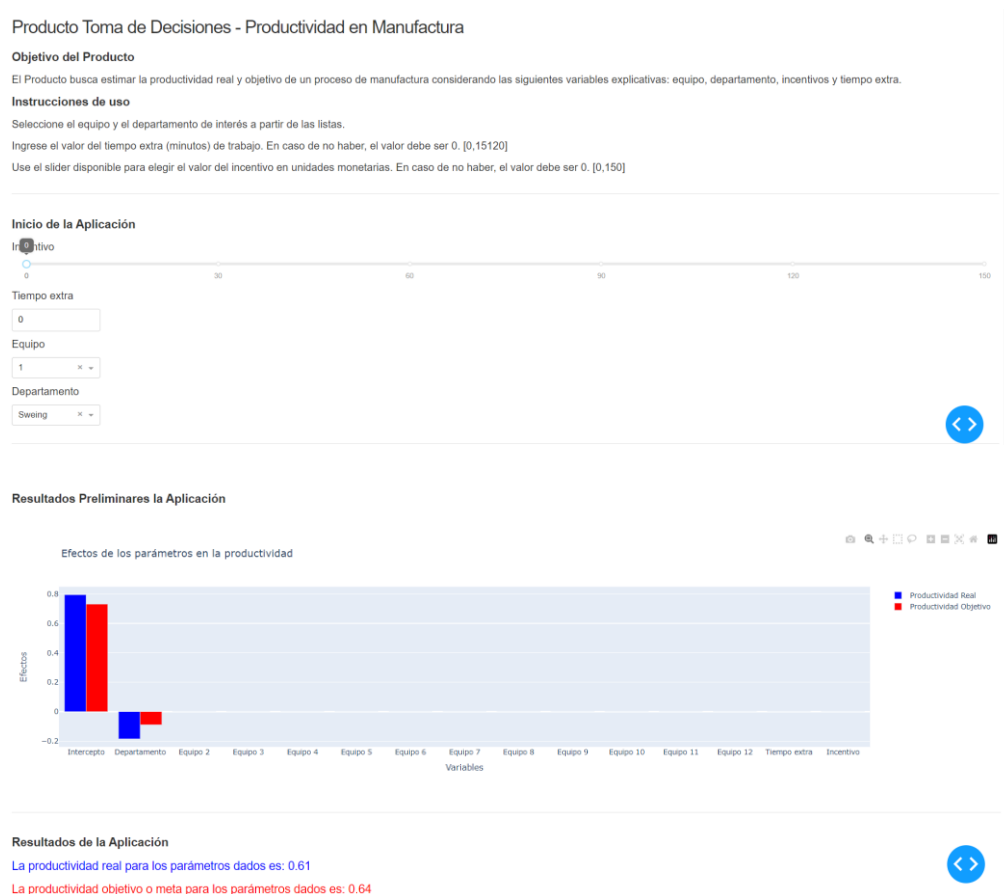 Producto Toma de Decisiones - Productividad en Manufactura
Objetivo del Producto
El Producto busca estimar la productividad real y objetivo de un proceso de manufactura considerando las siguientes variables explicativas: equipo, departamento, incentivos y tiempo extra.
Instrucciones de uso
Seleccione el equipo y el departamento de interés a partir de las listas.
Ingrese el valor del tiempo extra (minutos) de trabajo. En caso de no haber, el valor debe ser 0. [0,15120]
Use el slider disponible para elegir el valor del incentivo en unidades monetarias. En caso de no haber, el valor debe ser 0. [0,150]
Inicio de la Aplicación
0
0 30 60 90 120 150
Tiempo extra
0
Equipo
1 × 
Departamento
Sweing ×
Resultados Preliminares la Aplicación
Efectos de los parámetros en la productividad
Productividad Real
Productividad Objetivo
0.8
0.6
0.4
0.2
0
−0.2
Efectos
Intercepto Departamento Equipo 2 Equipo 3 Equipo 4 Equipo 5 Equipo 6 Equipo 7 Equipo 8 Equipo 9 Equipo 10 Equipo 11 Equipo 12 Tiempo extra Incentivo
Variables
Resultados de la Aplicación
La productividad real para los parámetros dados es: 0.61
La productividad objetivo o meta para los parámetros dados es: 0.64